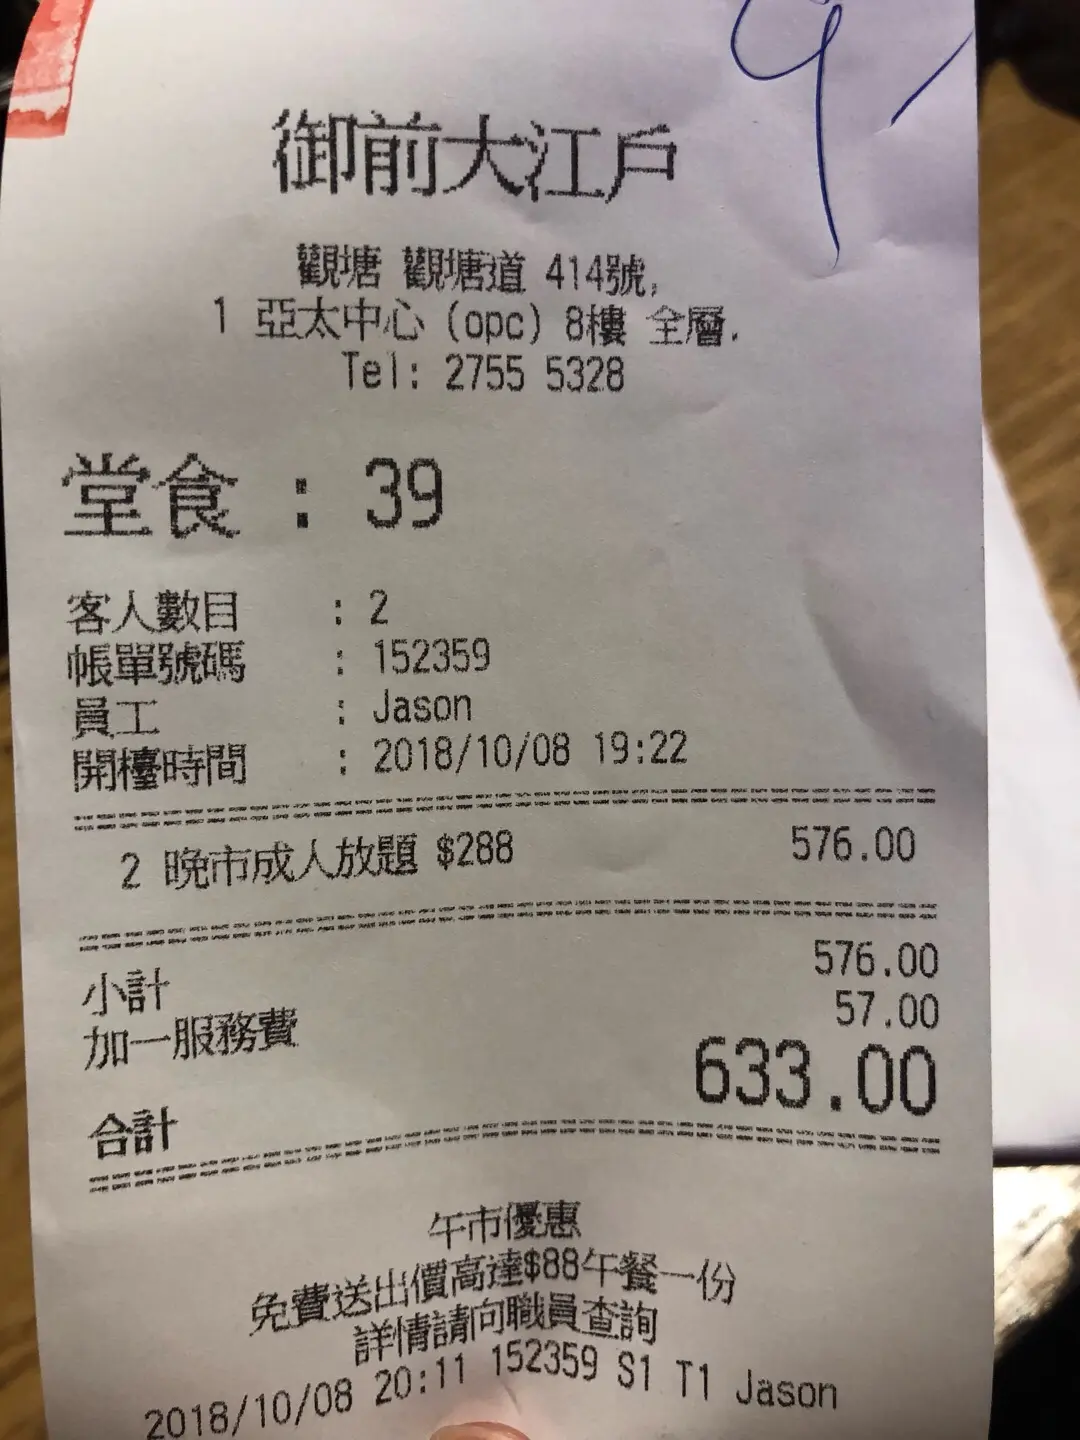 御前大江戶
觀塘 觀塘道 414號,
1 亞太中心 (opc) 8樓 全層.
Tel: 2755 5328
堂食 : 39
客人數目 : 2
帳單號碼 : 152359
員工 : Jason
開檯時間 : 2018/10/08 19:22
2 晚市成人放題 $288 576.00
小計 576.00
加一服務費 57.00
合計 633.00
午市優惠
免費送出價高達$88午餐一份
詳情請向職員查詢
2018/10/08 20:11 152359 S1 T1 Jason